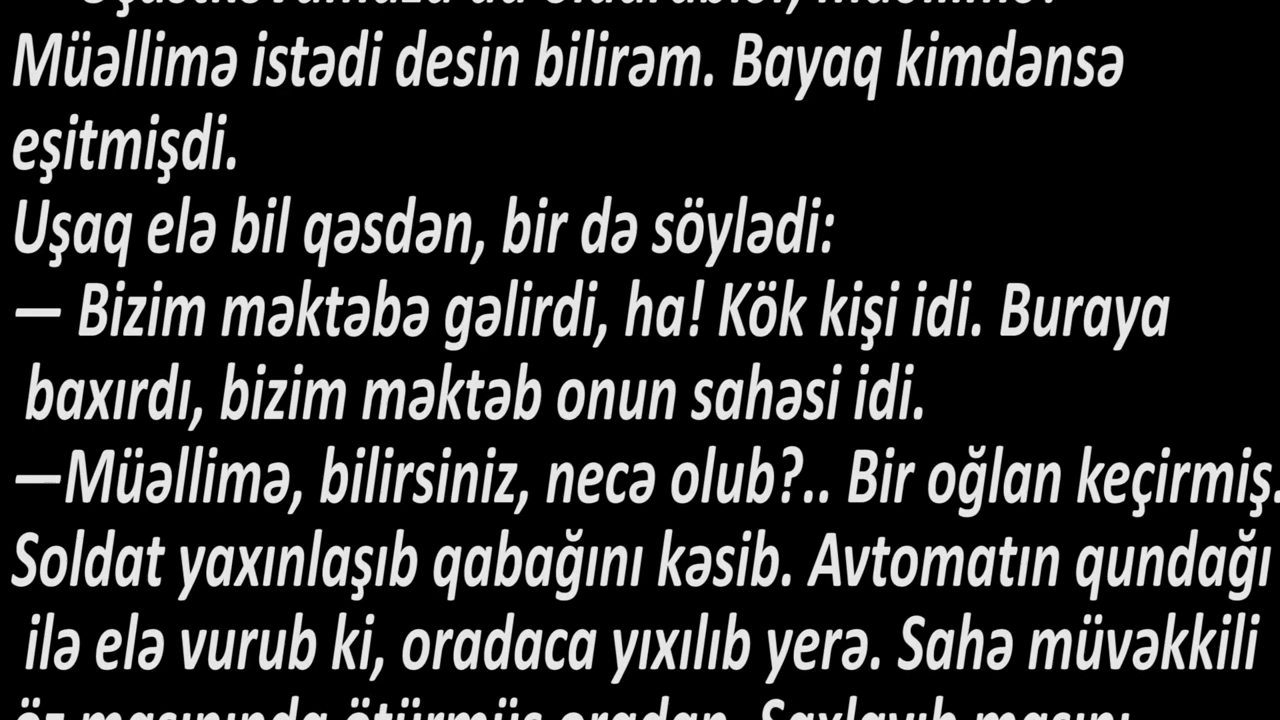 Müəllimə istədi desin bilirəm. Bayaq kimdənsə
eşitmişdi.
Uşaq elə bil qəsdən, bir də söylədi:
— Bizim məktəbə gəlirdi, ha! Kök kişi idi. Buraya
baxırdı, bizim məktəb onun sahəsi idi.
—Müəllimə, bilirsiniz, necə olub?.. Bir oğlan keçirmiş.
Soldat yaxınlaşıb qabağını kəsib. Avtomatın qundağı
ilə elə vurub ki, oradaca yıxılıb yerə. Sahə müvəkkili